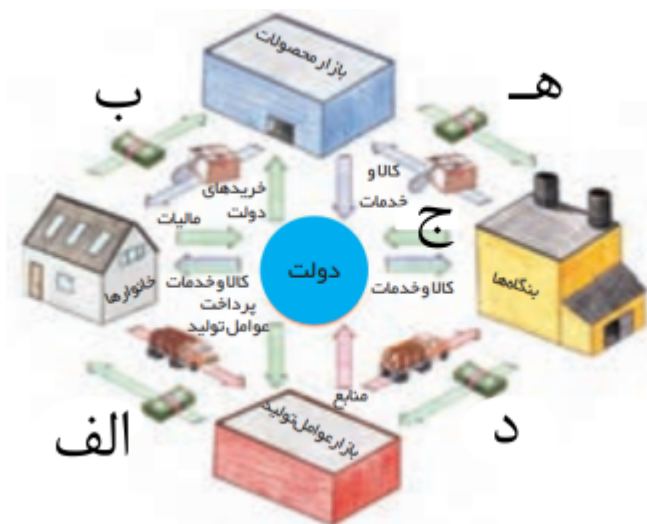 بازار محصولات
هـ
ب
کالا و
خدمات
خریدهای
دولت
مالیات
ج
خانوارها
دولت
بنگاه‌ها
کالا و خدمات
کالا و خدمات
پرداخت
عوامل تولید
منابع
الف
بازار عوامل تولید
د